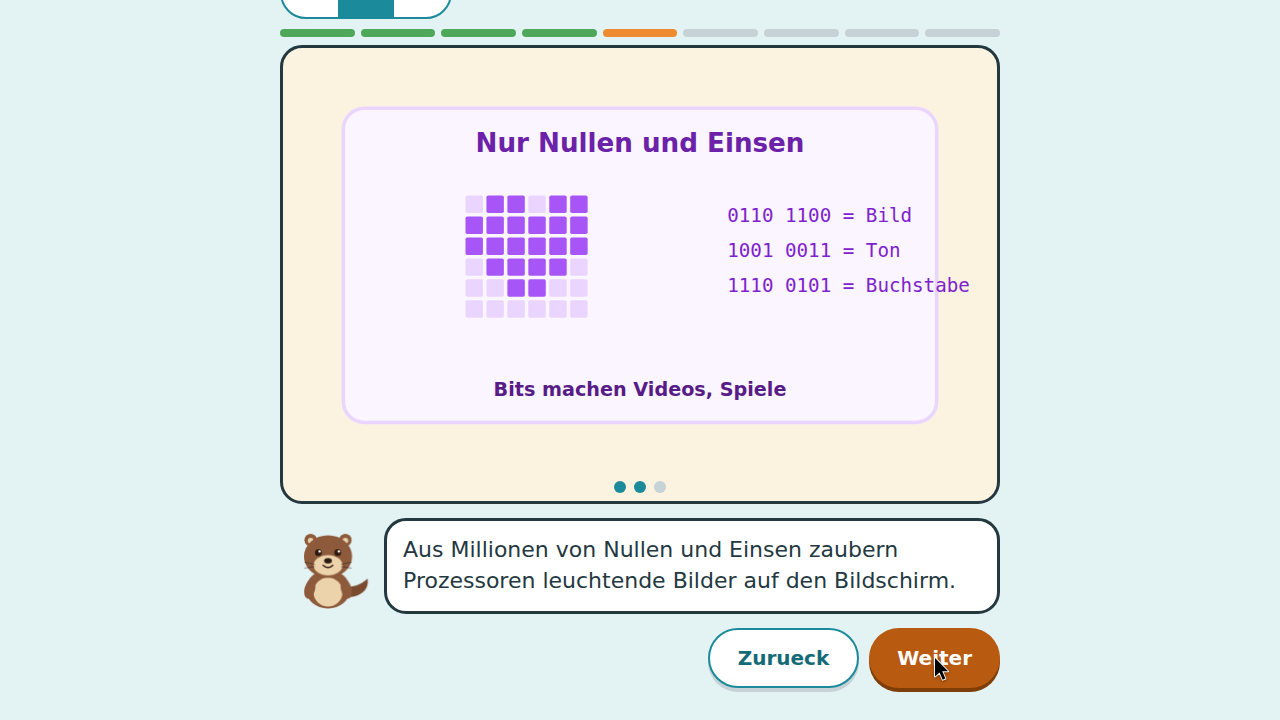 Nur Nullen und Einsen
0110 1100 = Bild
1001 0011 = Ton
1110 0101 = Buchstabe
Bits machen Videos, Spiele
Aus Millionen von Nullen und Einsen zaubern
Prozessoren leuchtende Bilder auf den Bildschirm.
Zurueck
Weiter